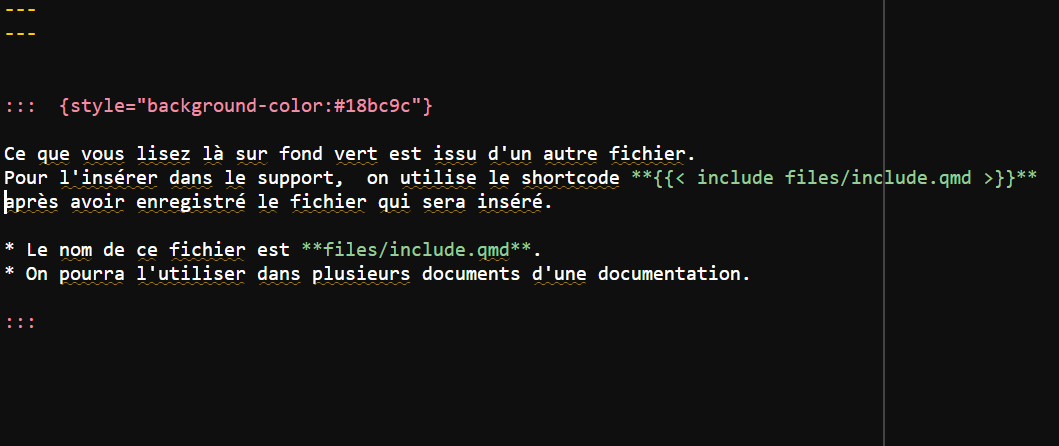 ---
---
:::  {style="background-color:#18bc9c"}
Ce que vous lisez là sur fond vert est issu d'un autre fichier.
Pour l'insérer dans le support,  on utilise le shortcode **{{< include files/include.qmd >}}**
après avoir enregistré le fichier qui sera inséré.
* Le nom de ce fichier est **files/include.qmd**.
* On pourra l'utiliser dans plusieurs documents d'une documentation.
:::